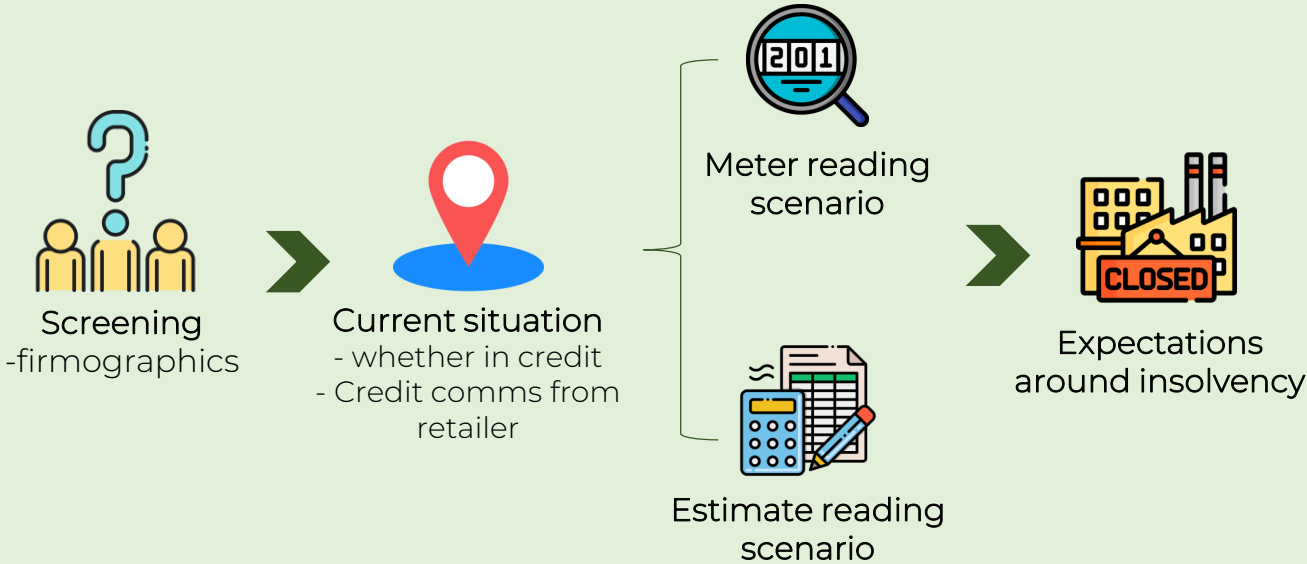 Screening
-firmographics
Current situation
- whether in credit
- Credit comms from
retailer
201
Meter reading
scenario
Estimate reading
scenario
CLOSED
Expectations
around insolvency